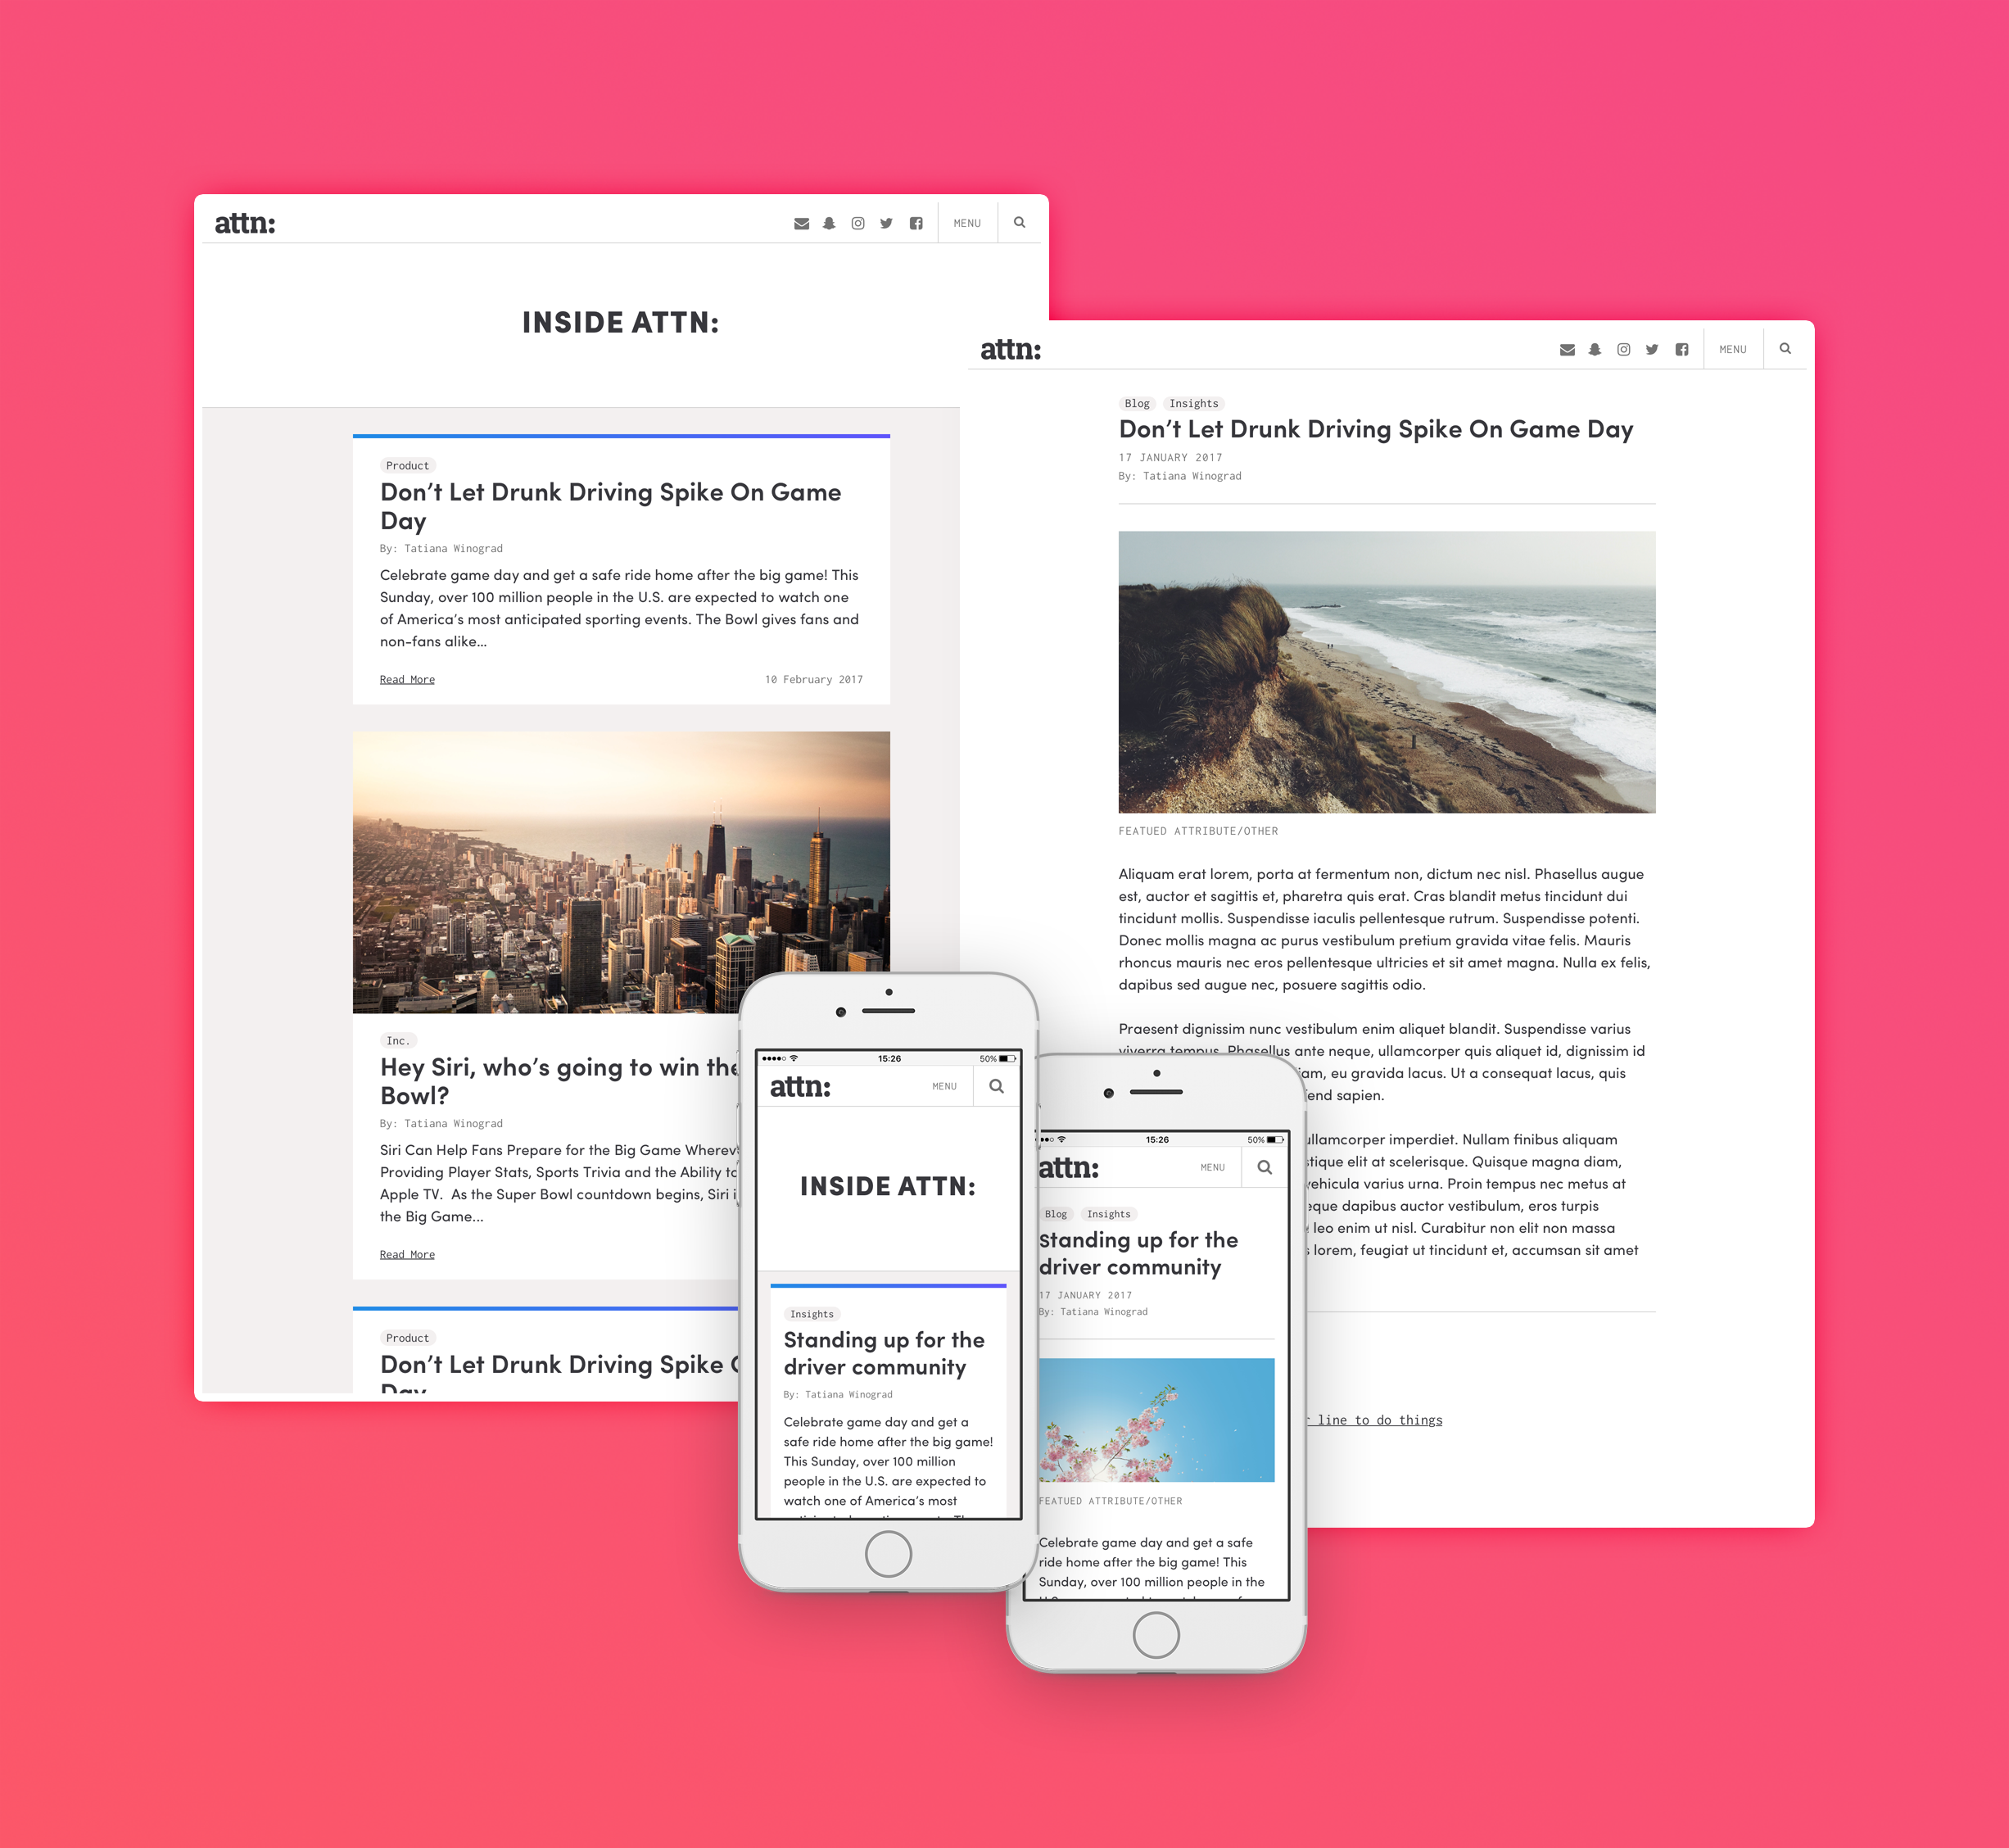 attn:
MENU
INSIDE ATTN:
Product
Don’t Let Drunk Driving Spike On Game
Day
By: Tatiana Winograd
Celebrate game day and get a safe ride home after the big game! This
Sunday, over 100 million people in the U.S. are expected to watch one
of America’s most anticipated sporting events. The Bowl gives fans and
non-fans alike...
Read More
10 February 2017
Inc.
Hey Siri, who’s going to win the
Bowl?
By: Tatiana Winograd
Siri Can Help Fans Prepare for the Big Game
Providing Player Stats, Sports Trivia and the Ability to
Apple TV. As the Super Bowl countdown begins, Siri
the Big Game...
Read More
Product
Don’t Let Drunk Driving Spike
Day
attn:
MENU
Blog Insights
Don’t Let Drunk Driving Spike On Game Day
17 JANUARY 2017
By: Tatiana Winograd
FEATUED ATTRIBUTE/OTHER
Aliquam erat lorem, porta at fermentum non, dictum nec nisl. Phasellus augue
est, auctor et sagittis et, pharetra quis erat. Cras blandit metus tincidunt dui
tincidunt mollis. Suspendisse iaculis pellentesque rutrum. Suspendisse potenti.
Donec mollis magna ac purus vestibulum pretium gravida vitae felis. Mauris
rhoncus mauris nec eros pellentesque ultricies et sit amet magna. Nulla ex felis,
dapibus sed augue nec, posuere sagittis odio.
Praesent dignissim nunc vestibulum enim aliquet blandit. Suspendisse varius
viverra tempus. Phasellus ante neque, ullamcorper quis aliquet id, dignissim id
eu gravida lacus. Ut a consequat lacus, quis
sapien.
ullamcorper imperdiet. Nullam finibus aliquam
elit at scelerisque. Quisque magna diam,
vehicula varius urna. Proin tempus nec metus at
dapibus auctor vestibulum, eros turpis
leo enim ut nisl. Curabitur non elit non massa
lorem, feugiat ut tincidunt et, accumsan sit amet
line to do things
15:26
50%
attn:
MENU
INSIDE ATTN:
Insights
Standing up for the
driver community
By: Tatiana Winograd
Celebrate game day and get a
safe ride home after the big game!
This Sunday, over 100 million
people in the U.S. are expected to
watch one of America’s most
15:26
50%
attn:
MENU
Blog Insights
Standing up for the
driver community
17 JANUARY 2017
By: Tatiana Winograd
FEATUED ATTRIBUTE/OTHER
Celebrate game day and get a safe
ride home after the big game! This
Sunday, over 100 million people in the